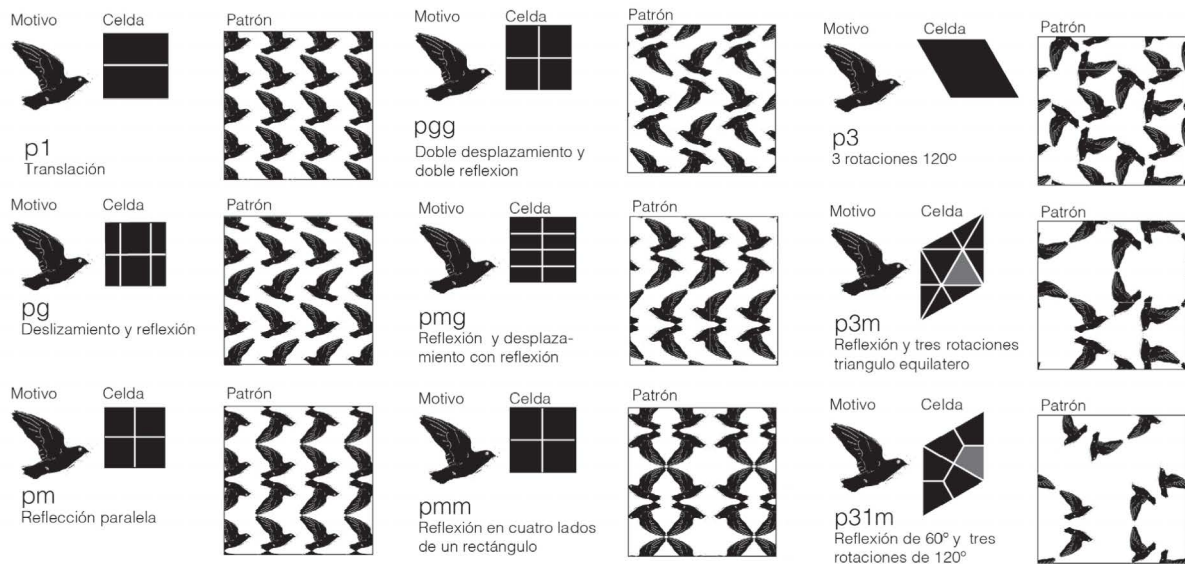 Motivo Celda Patrón
p1
Translación
Motivo Celda Patrón
pgg
Doble desplazamiento y
doble reflexion
Motivo Celda Patrón
p3
3 rotaciones 120º
Motivo Celda Patrón
pg
Deslizamiento y reflexión
Motivo Celda Patrón
pmg
Reflexión y desplaza-
miento con reflexión
Motivo Celda Patrón
p3m
Reflexión y tres rotaciones
triangulo equilatero
Motivo Celda Patrón
pm
Reflección paralela
Motivo Celda Patrón
pmm
Reflexión en cuatro lados
de un rectángulo
Motivo Celda Patrón
p31m
Reflexión de 60º y tres
rotaciones de 120º